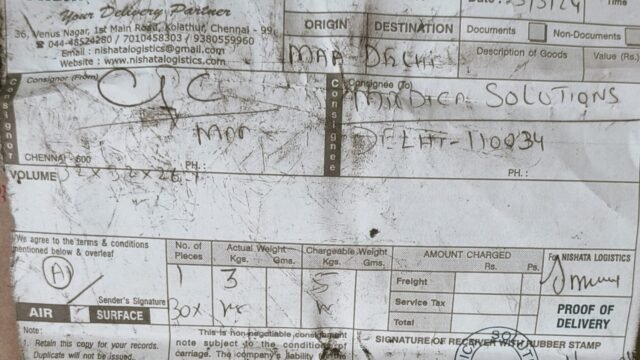 Your Delivery Partner
36, Venus Nagar, 1st Main Road, Kolathur, Chennai - 99
☎ 044-48524280 / 7010458303 / 9380559960
Email : nishatalogistics@gmail.com
Website : www.nishatalogistics.com
ORIGIN
DESTINATION
Documents
Non-Documents
Time
MAA
Description of Goods
Value (Rs.)
Consignor (From)
Consignor
MAA
CHENNAI - 600
PH. :
Consignee
Consignee (To)
SOLUTIONS
DELHI-110034
PH. :
VOLUME
We agree to the terms & conditions
mentioned below & overleaf
A
Sender's Signature
AIR
SURFACE
No. of
Pieces
Actual Weight
Kgs.
Gms.
Chargeable Weight
Kgs.
Gms.
1
3
5
AMOUNT CHARGED
Rs.
Ps.
Freight
Service Tax
Total
For NISHATA LOGISTICS
PROOF OF
DELIVERY
SIGNATURE OF RECEIVER WITH RUBBER STAMP
Note:
1. Retain this copy for your records.
Duplicate will not be issued.
This is non-negotiable consignment
note subject to the condition of
carriage. The company's liability